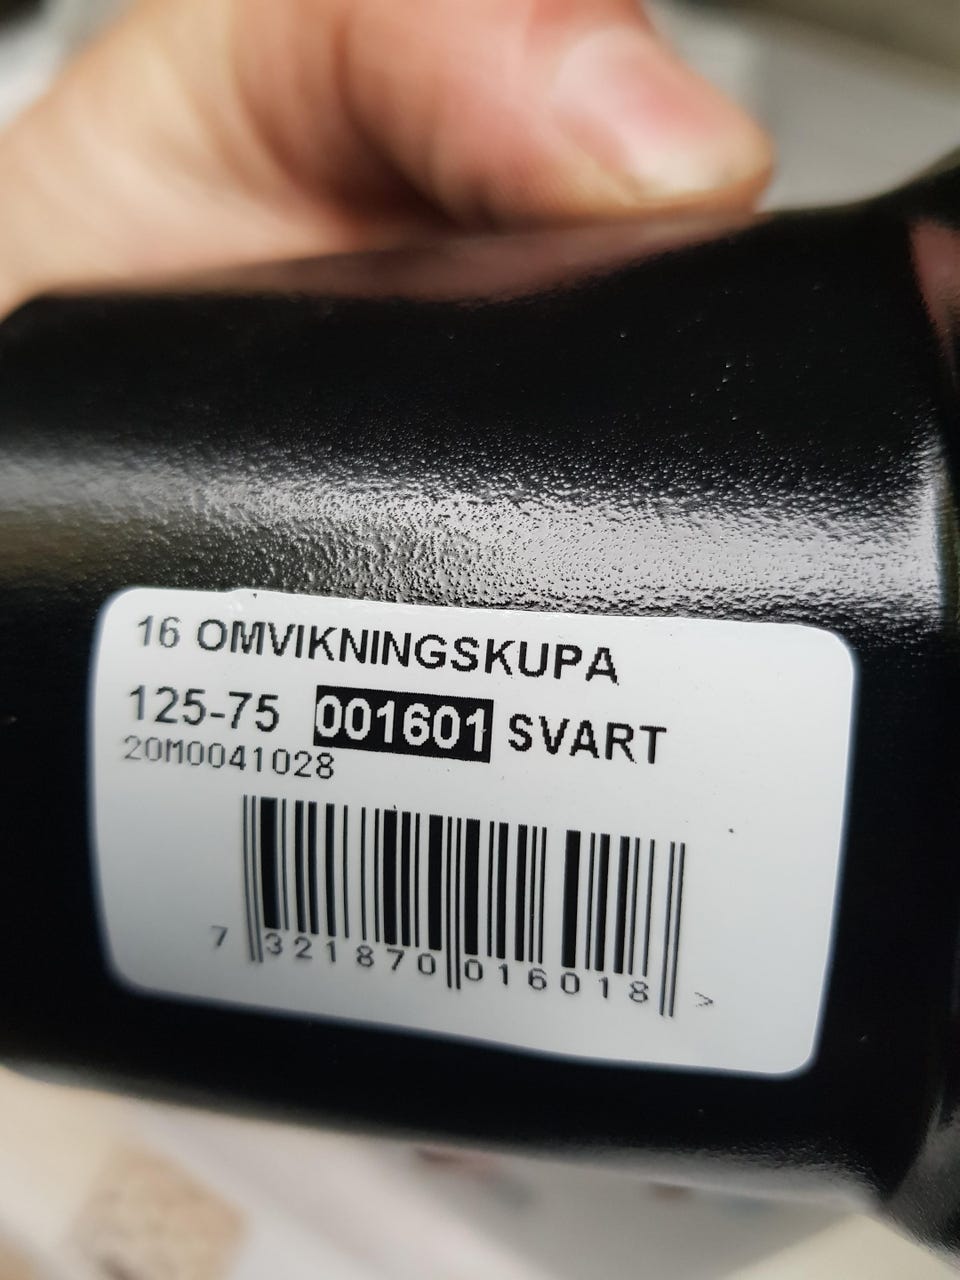 16 OMVIKNINGSKUPA
125-75 001601 SVART
20M0041028
7 321870 016018 >